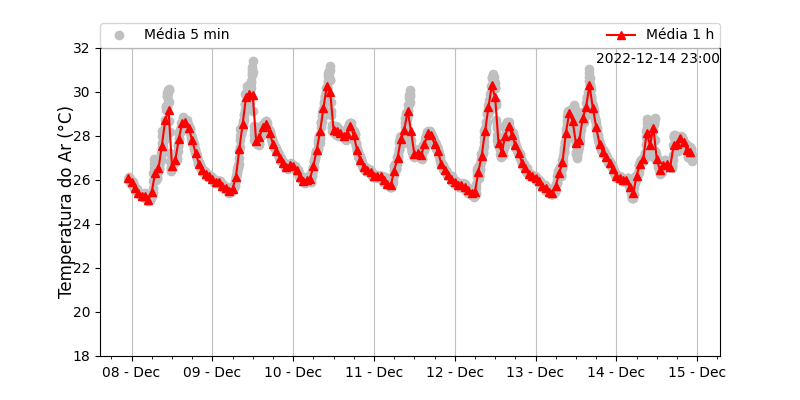 Média 5 min
Média 1 h
2022-12-14 23:00
Temperatura do Ar (°C)
32
30
28
26
24
22
20
18
08 - Dec
09 - Dec
10 - Dec
11 - Dec
12 - Dec
13 - Dec
14 - Dec
15 - Dec